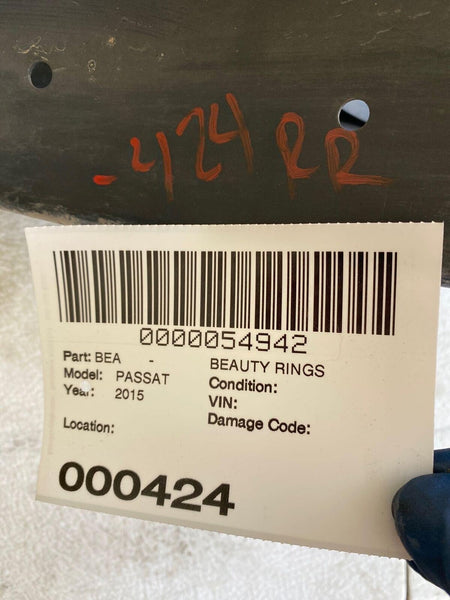 -424 RR
0000054942
Part: BEA - BEAUTY RINGS
Model: PASSAT Condition:
Year: 2015 VIN:
Location: Damage Code:
000424